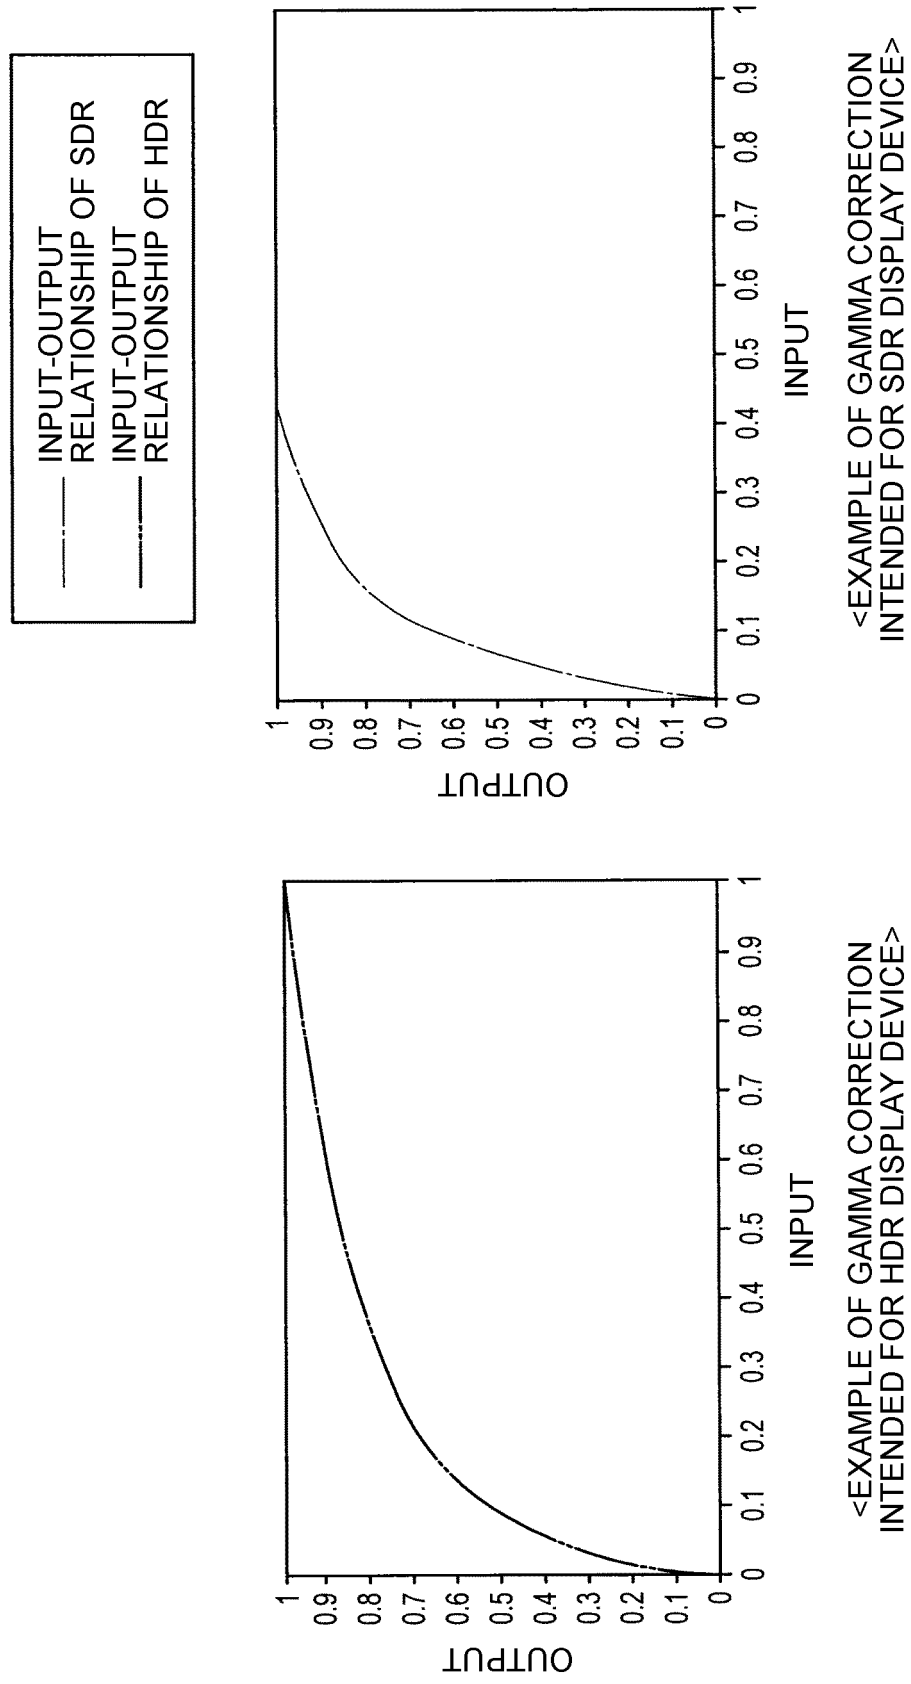 INPUT-OUTPUT
RELATIONSHIP OF SDR
INPUT-OUTPUT
RELATIONSHIP OF HDR
OUTPUT
1
0.9
0.8
0.7
0.6
0.5
0.4
0.3
0.2
0.1
0
0 0.1 0.2 0.3 0.4 0.5 0.6 0.7 0.8 0.9 1
INPUT
<EXAMPLE OF GAMMA CORRECTION
INTENDED FOR HDR DISPLAY DEVICE>
OUTPUT
1
0.9
0.8
0.7
0.6
0.5
0.4
0.3
0.2
0.1
0
0 0.1 0.2 0.3 0.4 0.5 0.6 0.7 0.8 0.9 1
INPUT
<EXAMPLE OF GAMMA CORRECTION
INTENDED FOR SDR DISPLAY DEVICE>